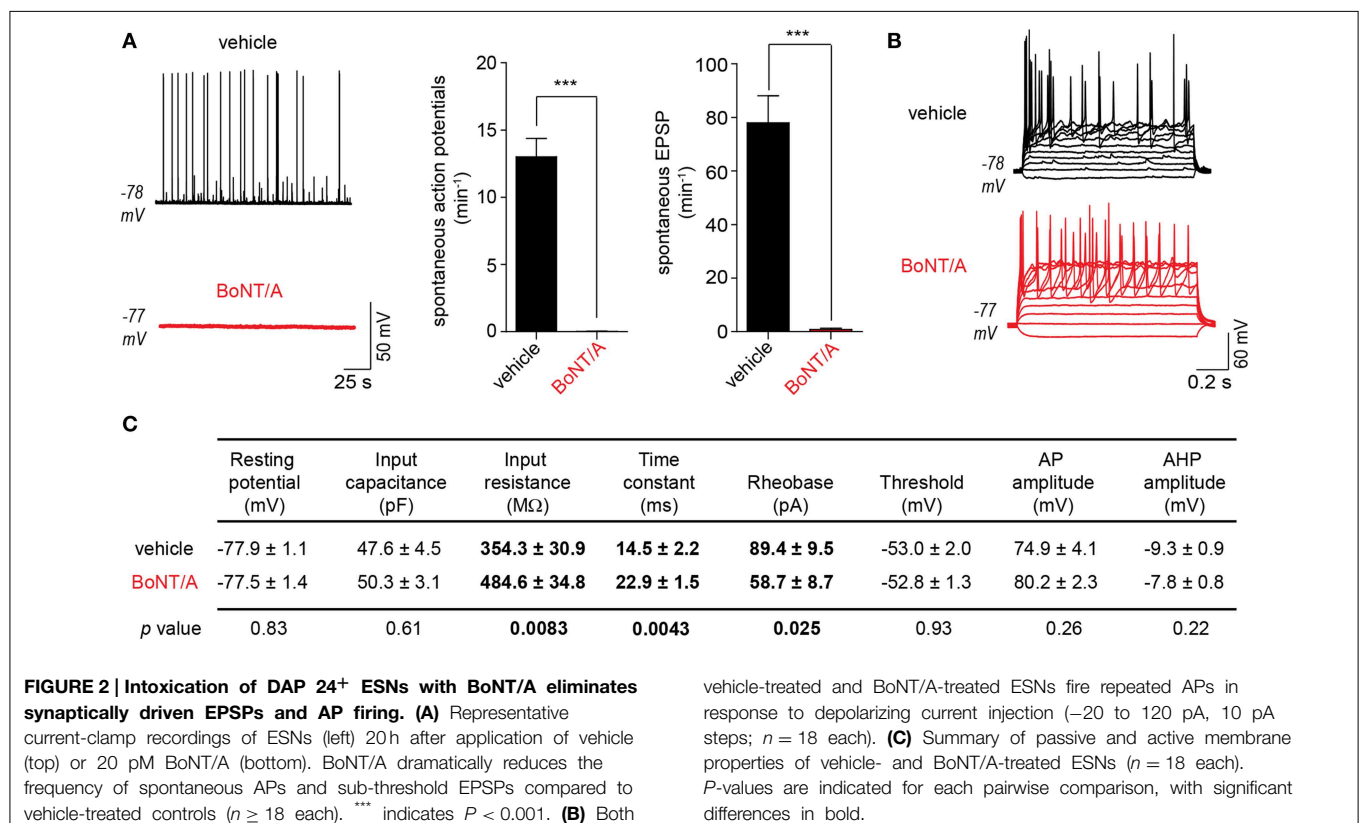 A
vehicle
-78
mV
BoNT/A
-77
mV
50 mV
25 s
spontaneous action potentials
(min-1)
20
15
10
5
0
***
vehicle
BoNT/A
spontaneous EPSP
(min-1)
100
80
60
40
20
0
***
vehicle
BoNT/A
B
vehicle
-78
mV
BoNT/A
-77
mV
60 mV
0.2 s
C
Resting potential (mV) Input capacitance (pF) Input resistance (MΩ) Time constant (ms) Rheobase (pA) Threshold (mV) AP amplitude (mV) AHP amplitude (mV)
vehicle -77.9 ± 1.1 47.6 ± 4.5 354.3 ± 30.9 14.5 ± 2.2 89.4 ± 9.5 -53.0 ± 2.0 74.9 ± 4.1 -9.3 ± 0.9
BoNT/A -77.5 ± 1.4 50.3 ± 3.1 484.6 ± 34.8 22.9 ± 1.5 58.7 ± 8.7 -52.8 ± 1.3 80.2 ± 2.3 -7.8 ± 0.8
p value 0.83 0.61 0.0083 0.0043 0.025 0.93 0.26 0.22
FIGURE 2 | Intoxication of DAP 24+ ESNs with BoNT/A eliminates
synaptically driven EPSPs and AP firing. (A) Representative
current-clamp recordings of ESNs (left) 20 h after application of vehicle
(top) or 20 pM BoNT/A (bottom). BoNT/A dramatically reduces the
frequency of spontaneous APs and sub-threshold EPSPs compared to
vehicle-treated controls (n ≥ 18 each). *** indicates P < 0.001. (B) Both
vehicle-treated and BoNT/A-treated ESNs fire repeated APs in
response to depolarizing current injection (−20 to 120 pA, 10 pA
steps; n = 18 each). (C) Summary of passive and active membrane
properties of vehicle- and BoNT/A-treated ESNs (n = 18 each).
P-values are indicated for each pairwise comparison, with significant
differences in bold.